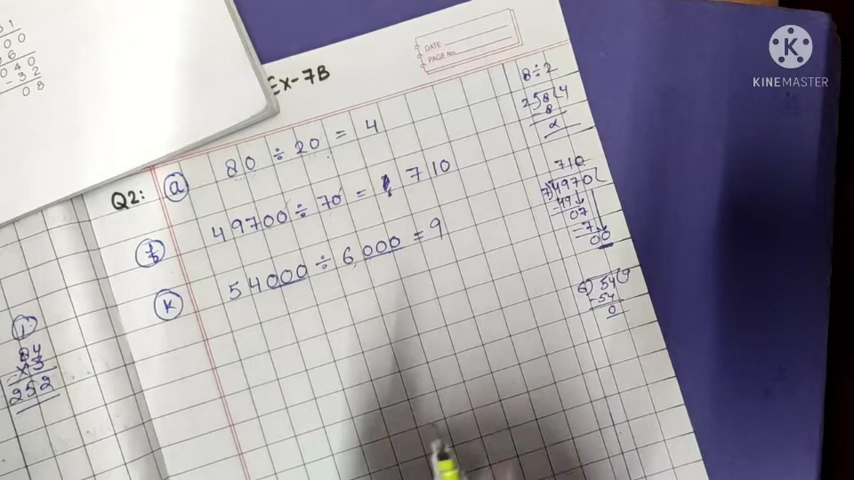 EX-7B
DATE
PAGE No.
Q2: (a) 80 ÷ 20 = 4
49700 ÷ 70 = 710
(k) 54000 ÷ 6000 = 9
8÷2
710
7)4970(
-49↓
07
-7
00
6)54(9
-54
0
84
×3
252
KINEMASTER